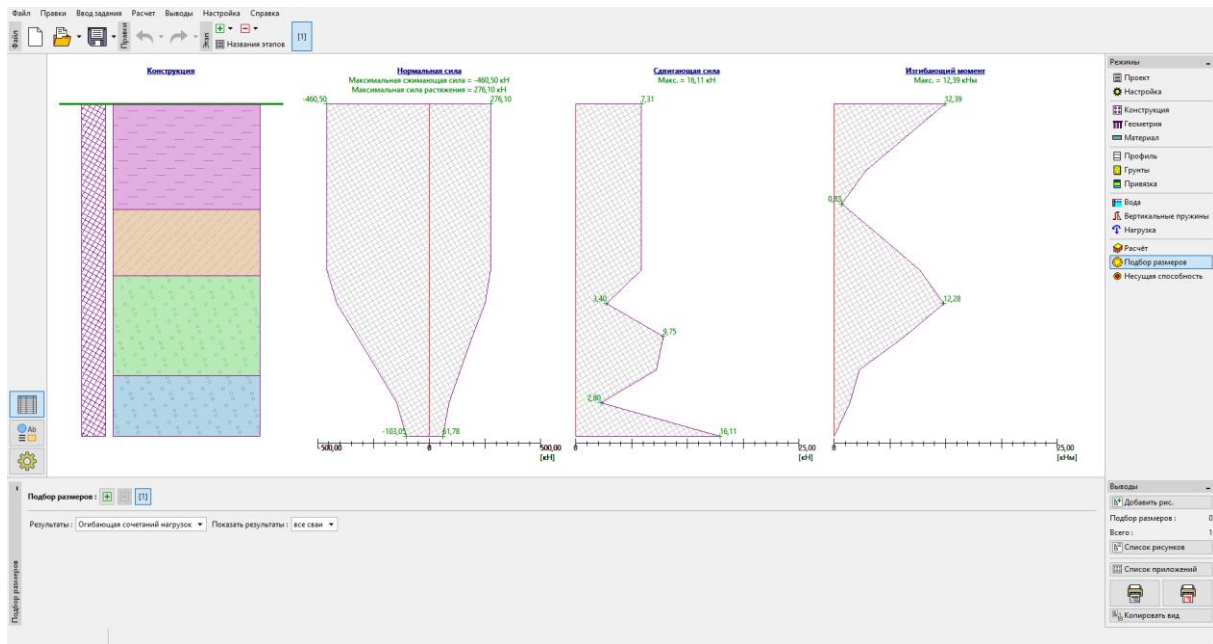 Файл Правки Ввод задания Расчет Выводы Настройка Справка
Файл
Правки
Этап
Названия этапов
[1]
Конструкция
Нормальная сила
Максимальная сжимающая сила = -460,50 кН
Максимальная сила растяжения = 276,10 кН
-460,50
276,10
-103,05
61,78
-500,00
0
500,00
[кН]
Сдвигающая сила
Макс. = 16,11 кН
7,31
3,40
9,75
2,80
16,11
0
25,00
[кН]
Изгибающий момент
Макс. = 12,39 кНм
12,39
0,83
12,28
0
25,00
[кНм]
Режимы
Проект
Настройка
Конструкция
Геометрия
Материал
Профиль
Грунты
Привязка
Вода
Вертикальные пружины
Нагрузка
Расчёт
Подбор размеров
Несущая способность
Ab
Подбор размеров
Подбор размеров : [1]
Результаты : Огибающая сочетаний нагрузок Показать результаты : все сваи
Выводы
Добавить рис.
Подбор размеров : 0
Всего : 1
Список рисунков
Список приложений
Копировать вид